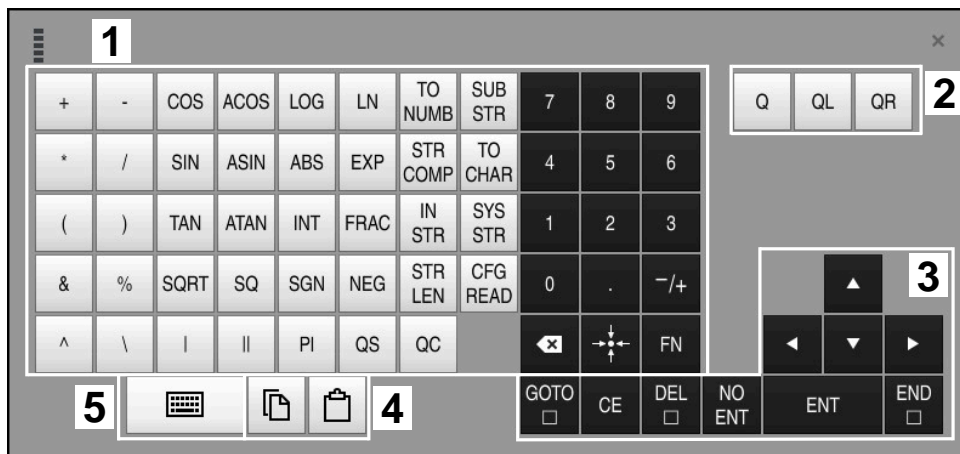 1
×
+ - COS ACOS LOG LN TO NUMB SUB STR 7 8 9 Q QL QR 2
* / SIN ASIN ABS EXP STR COMP TO CHAR 4 5 6
( ) TAN ATAN INT FRAC IN STR SYS STR 1 2 3
& % SQRT SQ SGN NEG STR LEN CFG READ 0 . −/+ 3
^ \ | || PI QS QC FN
5 4 GOTO □ CE DEL □ NO ENT ENT END □